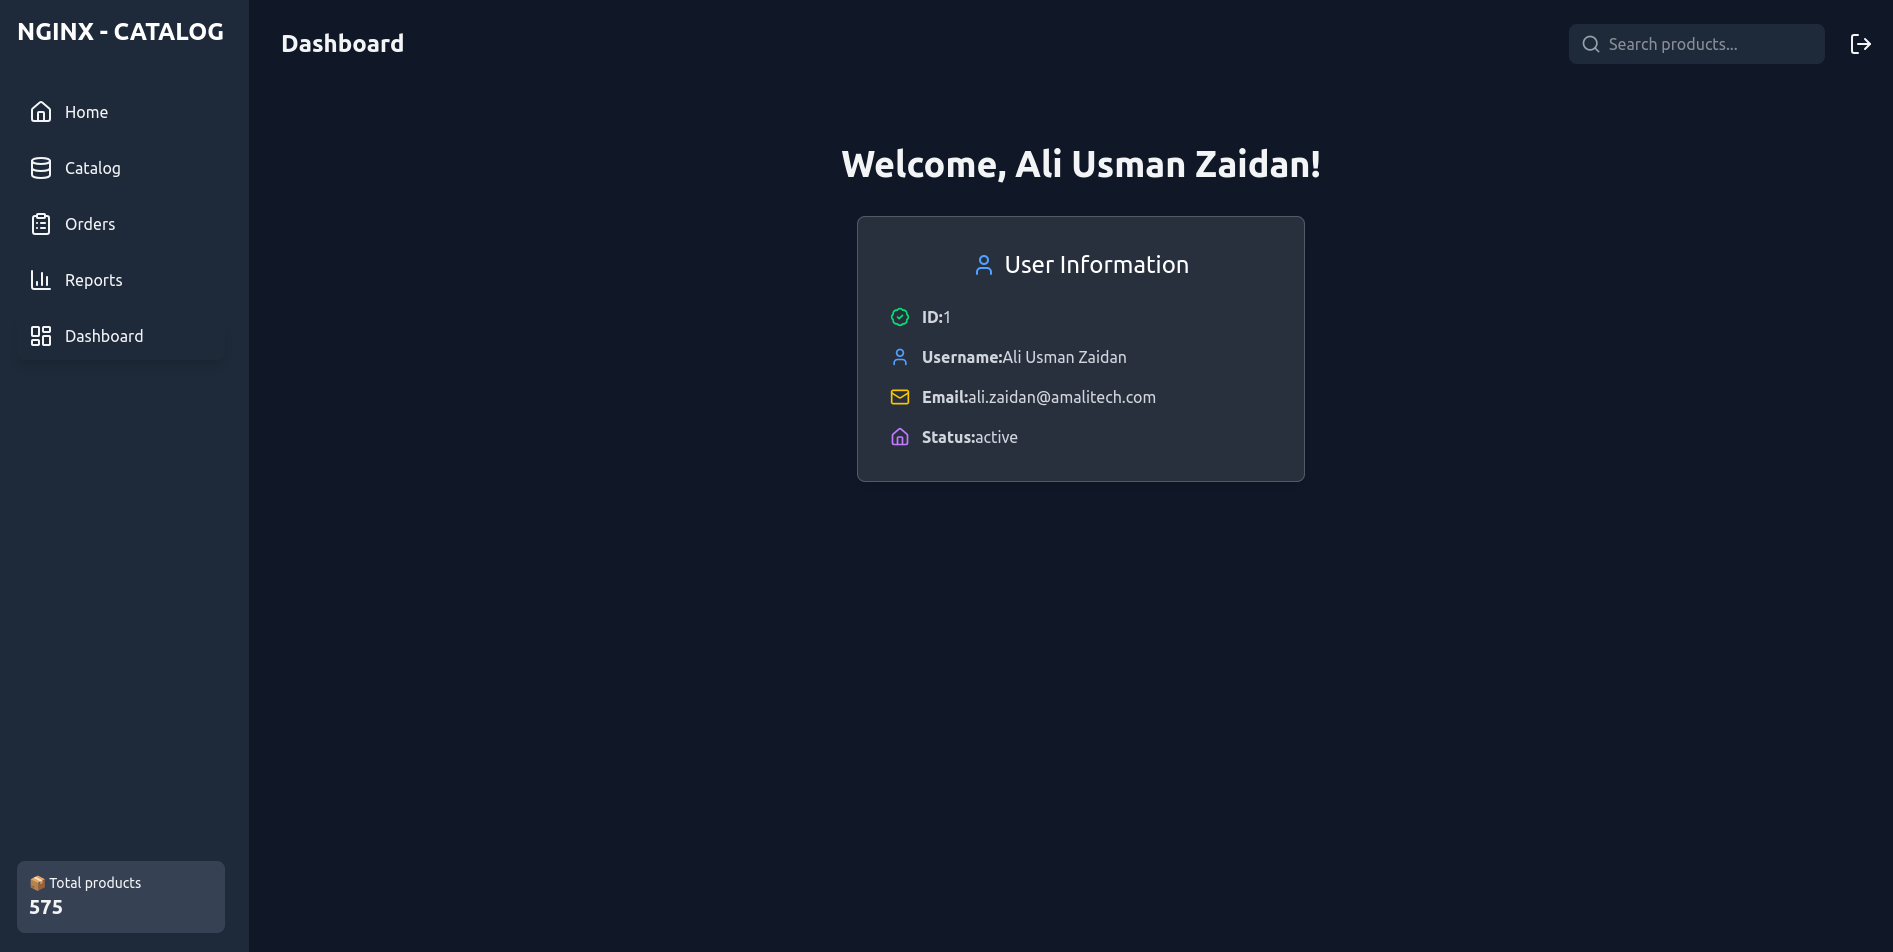 NGINX - CATALOG
Home
Catalog
Orders
Reports
Dashboard
📦 Total products
575
Dashboard
Search products...
Welcome, Ali Usman Zaidan!
User Information
ID:1
Username:Ali Usman Zaidan
Email:ali.zaidan@amalitech.com
Status:active